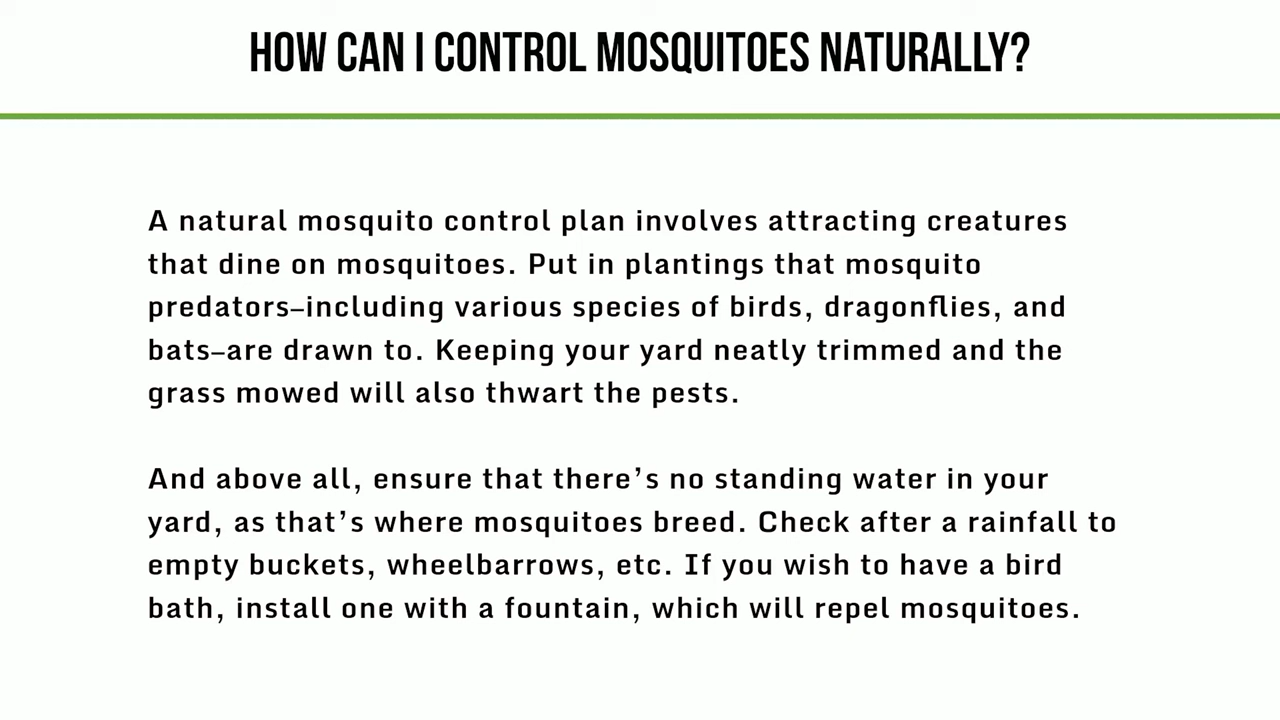 HOW CAN I CONTROL MOSQUITOES NATURALLY?
A natural mosquito control plan involves attracting creatures
that dine on mosquitoes. Put in plantings that mosquito
predators–including various species of birds, dragonflies, and
bats–are drawn to. Keeping your yard neatly trimmed and the
grass mowed will also thwart the pests.
And above all, ensure that there’s no standing water in your
yard, as that’s where mosquitoes breed. Check after a rainfall to
empty buckets, wheelbarrows, etc. If you wish to have a bird
bath, install one with a fountain, which will repel mosquitoes.